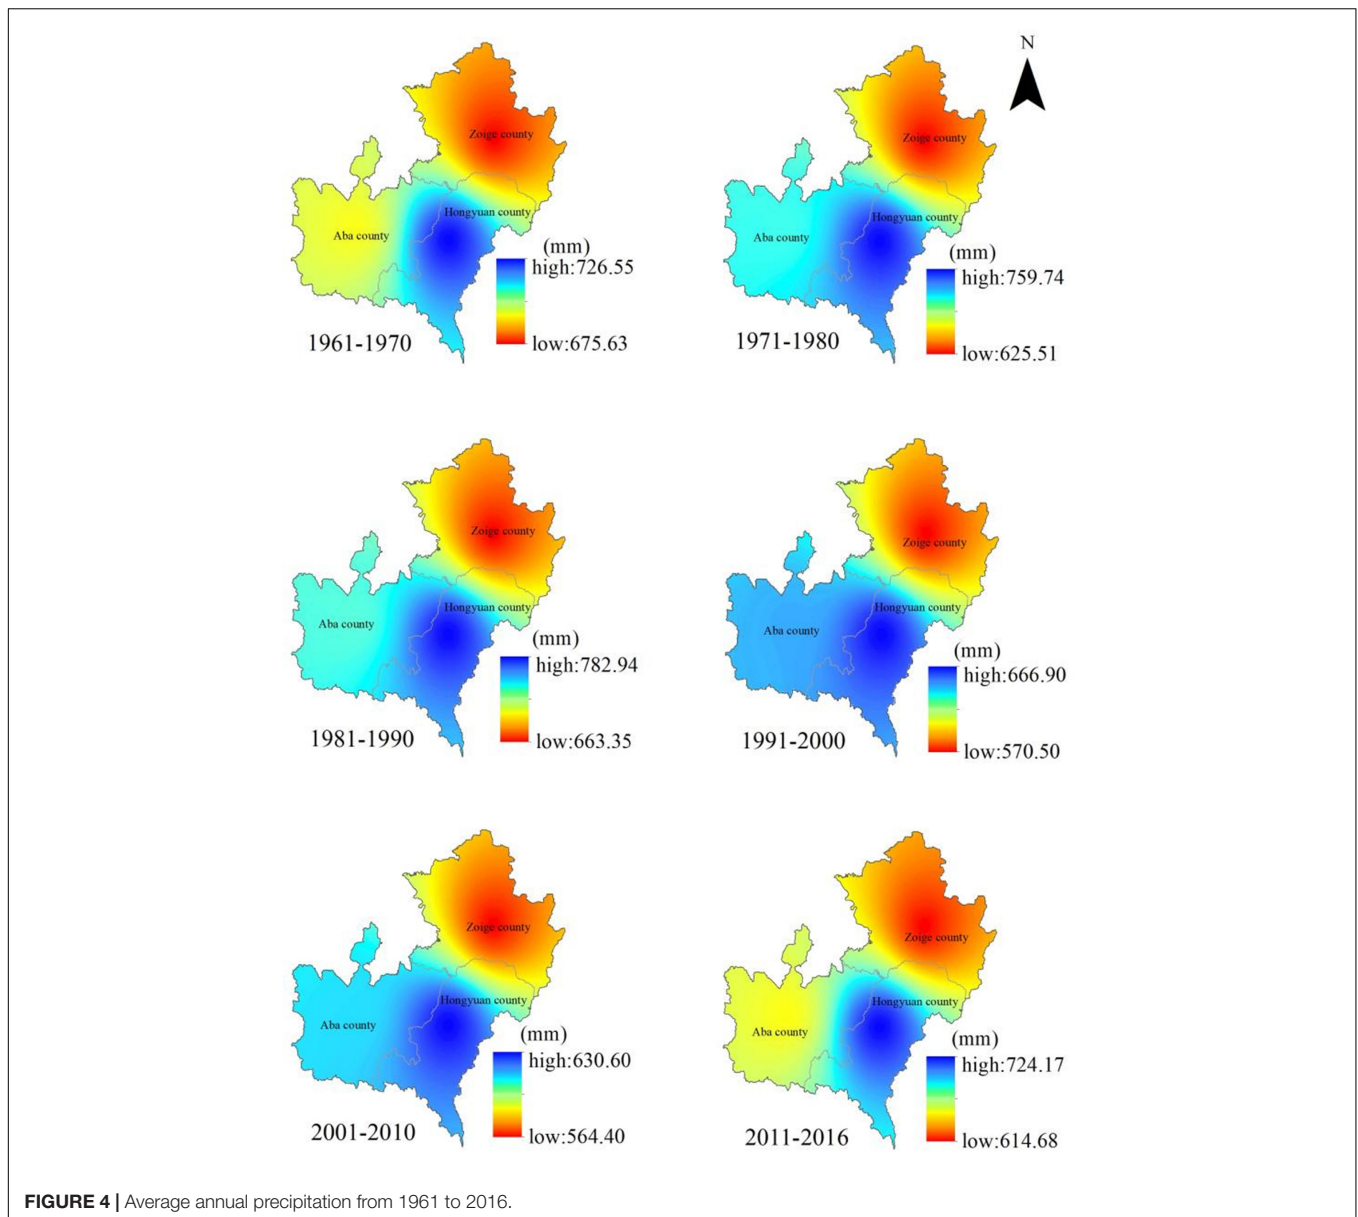 N
Zoige county
Hongyuan county
Aba county
(mm)
high:726.55
low:675.63
1961-1970
Zoige county
Hongyuan county
Aba county
(mm)
high:759.74
low:625.51
1971-1980
Zoige county
Hongyuan county
Aba county
(mm)
high:782.94
low:663.35
1981-1990
Zoige county
Hongyuan county
Aba county
(mm)
high:666.90
low:570.50
1991-2000
Zoige county
Hongyuan county
Aba county
(mm)
high:630.60
low:564.40
2001-2010
Zoige county
Hongyuan county
Aba county
(mm)
high:724.17
low:614.68
2011-2016
FIGURE 4 | Average annual precipitation from 1961 to 2016.